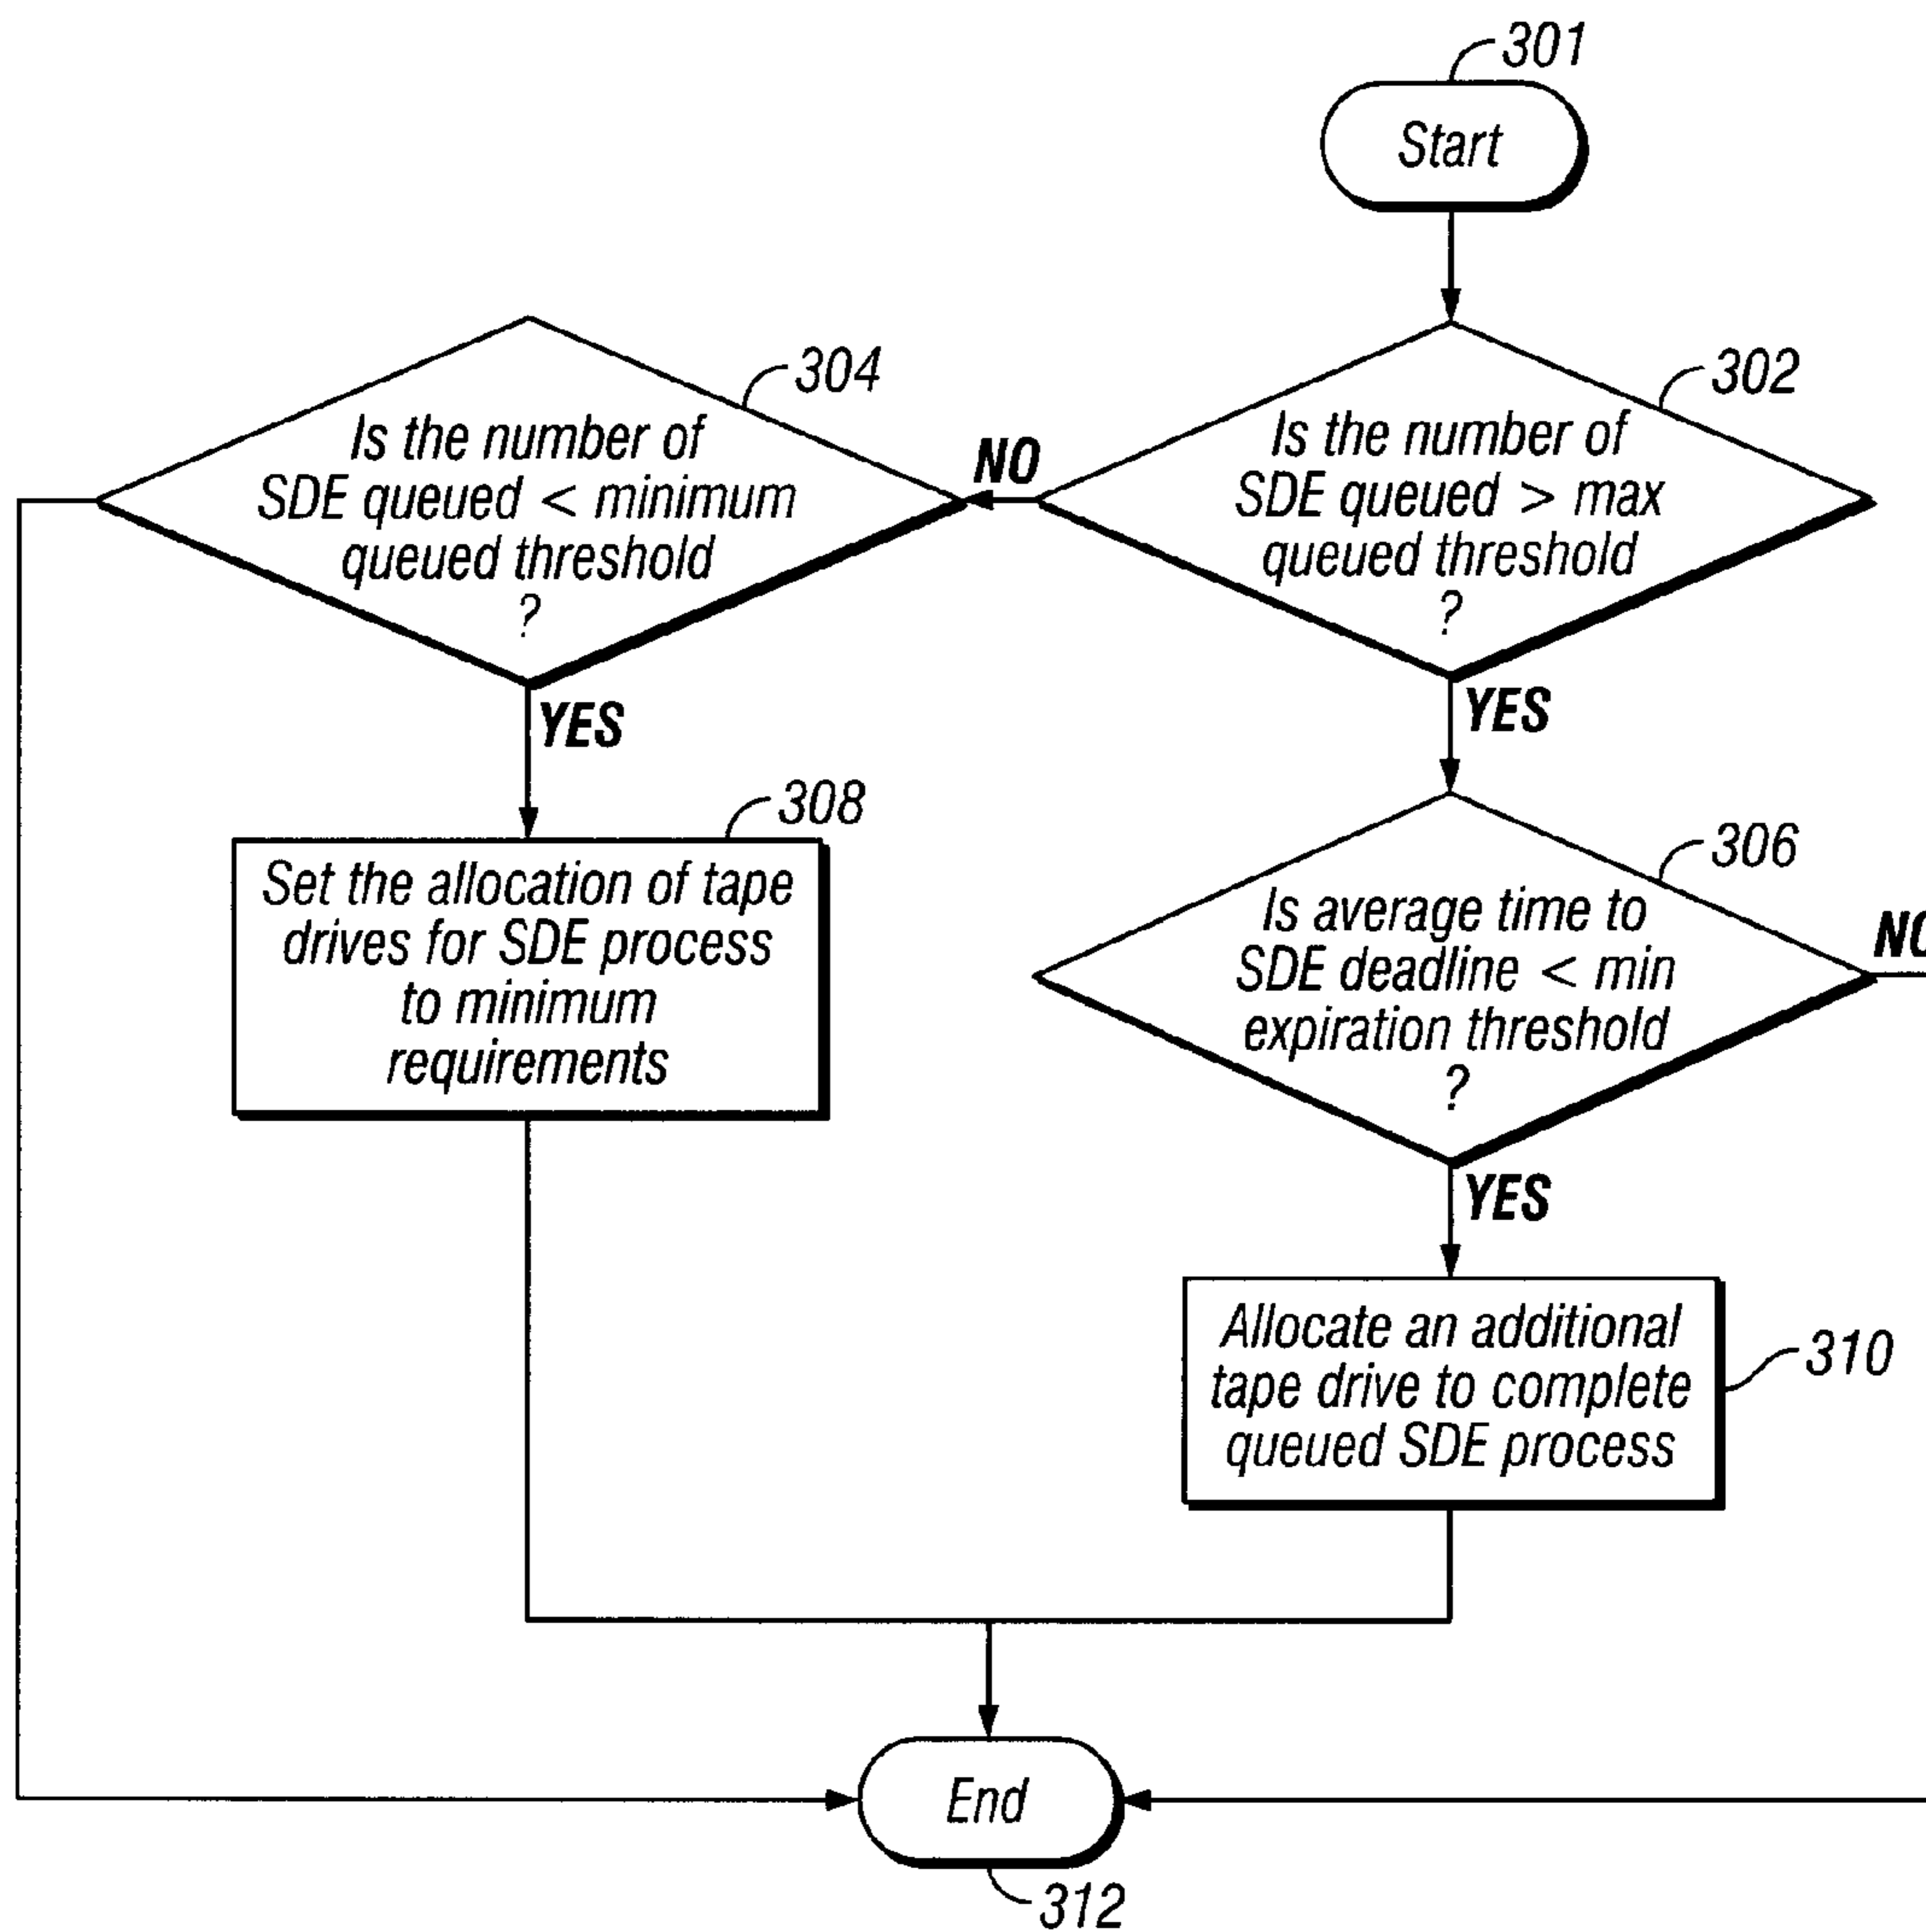 301
Start
304
Is the number of
SDE queued < minimum
queued threshold
?
NO
302
Is the number of
SDE queued > max
queued threshold
?
YES
YES
308
Set the allocation of tape
drives for SDE process
to minimum
requirements
306
Is average time to
SDE deadline < min
expiration threshold
?
NO
YES
310
Allocate an additional
tape drive to complete
queued SDE process
End
312